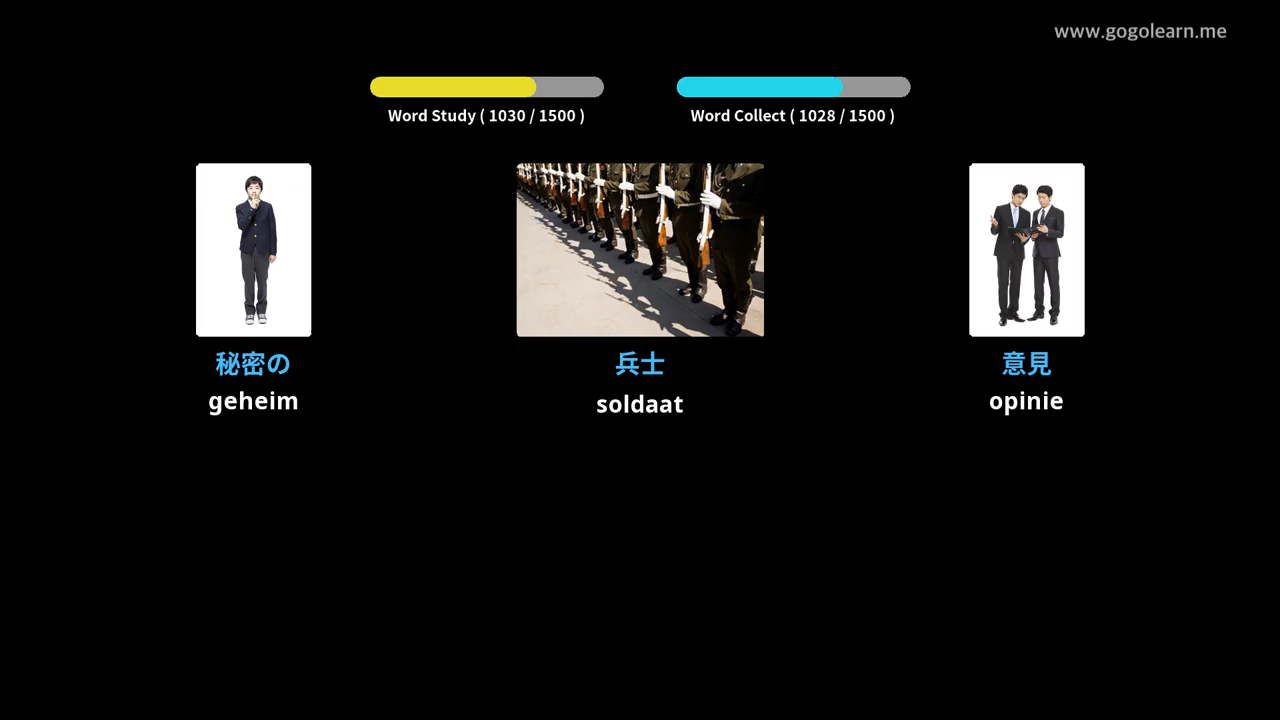 www.gogolearn.me
Word Study ( 1030 / 1500 )
Word Collect ( 1028 / 1500 )
秘密の
geheim
兵士
soldaat
意見
opinie